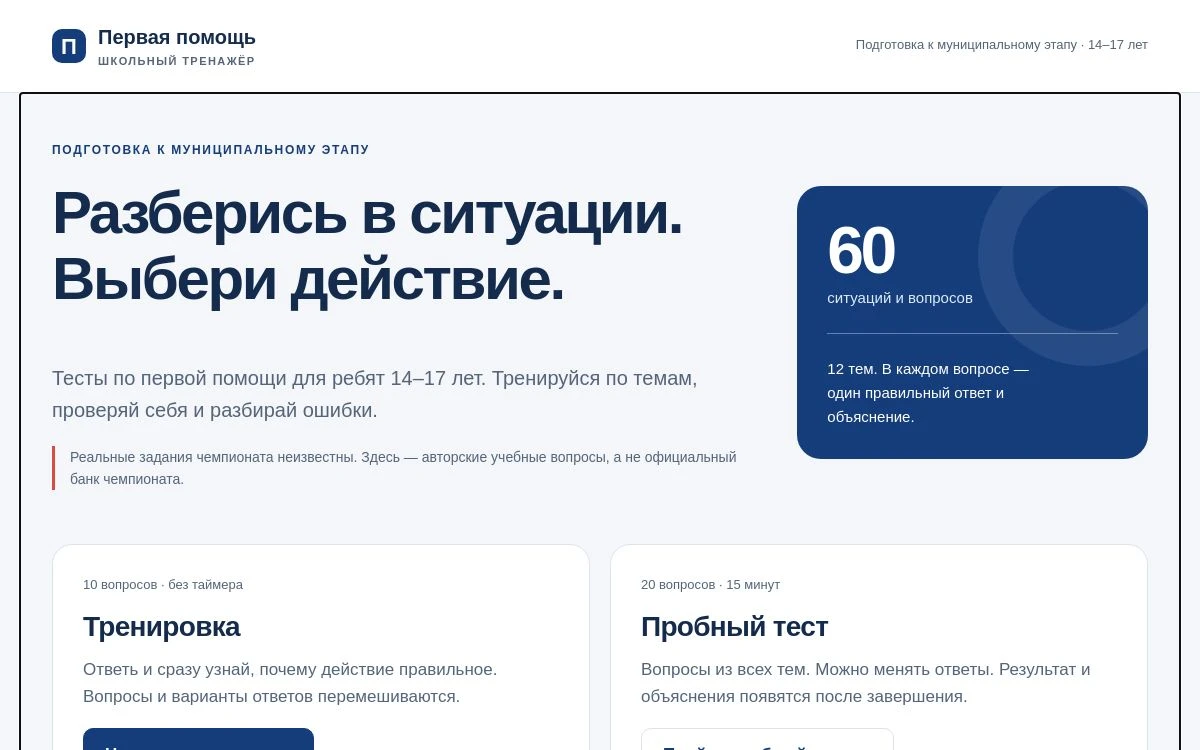 П
Первая помощь
ШКОЛЬНЫЙ ТРЕНАЖЁР
Подготовка к муниципальному этапу · 14–17 лет
ПОДГОТОВКА К МУНИЦИПАЛЬНОМУ ЭТАПУ
Разберись в ситуации.
Выбери действие.
Тесты по первой помощи для ребят 14–17 лет. Тренируйся по темам,
проверяй себя и разбирай ошибки.
Реальные задания чемпионата неизвестны. Здесь — авторские учебные вопросы, а не официальный
банк чемпионата.
60
ситуаций и вопросов
12 тем. В каждом вопросе —
один правильный ответ и
объяснение.
10 вопросов · без таймера
Тренировка
Ответь и сразу узнай, почему действие правильное.
Вопросы и варианты ответов перемешиваются.
20 вопросов · 15 минут
Пробный тест
Вопросы из всех тем. Можно менять ответы. Результат и
объяснения появятся после завершения.